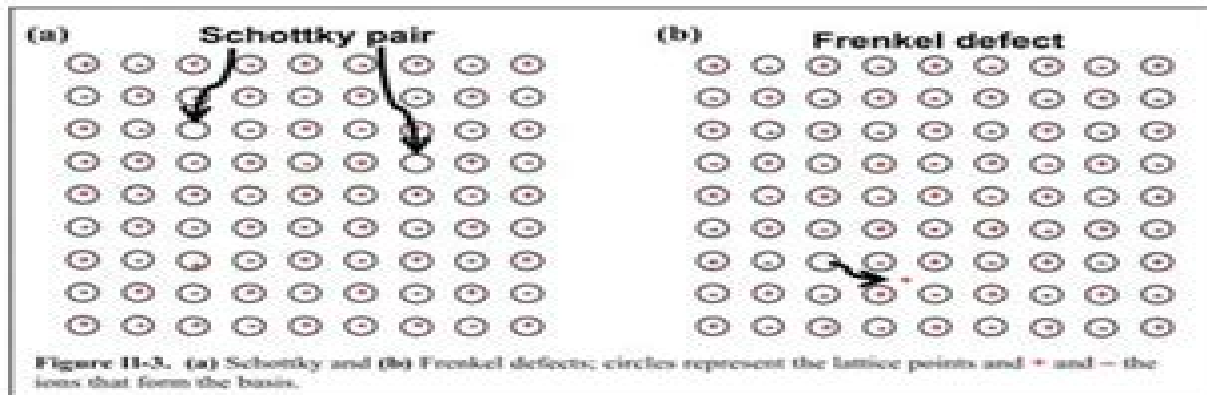 (a)
Schottky pair
(b)
Frenkel defect
Figure II-3. (a) Schottky and (b) Frenkel defects; circles represent the lattice points and + and − the
ions that form the basis.